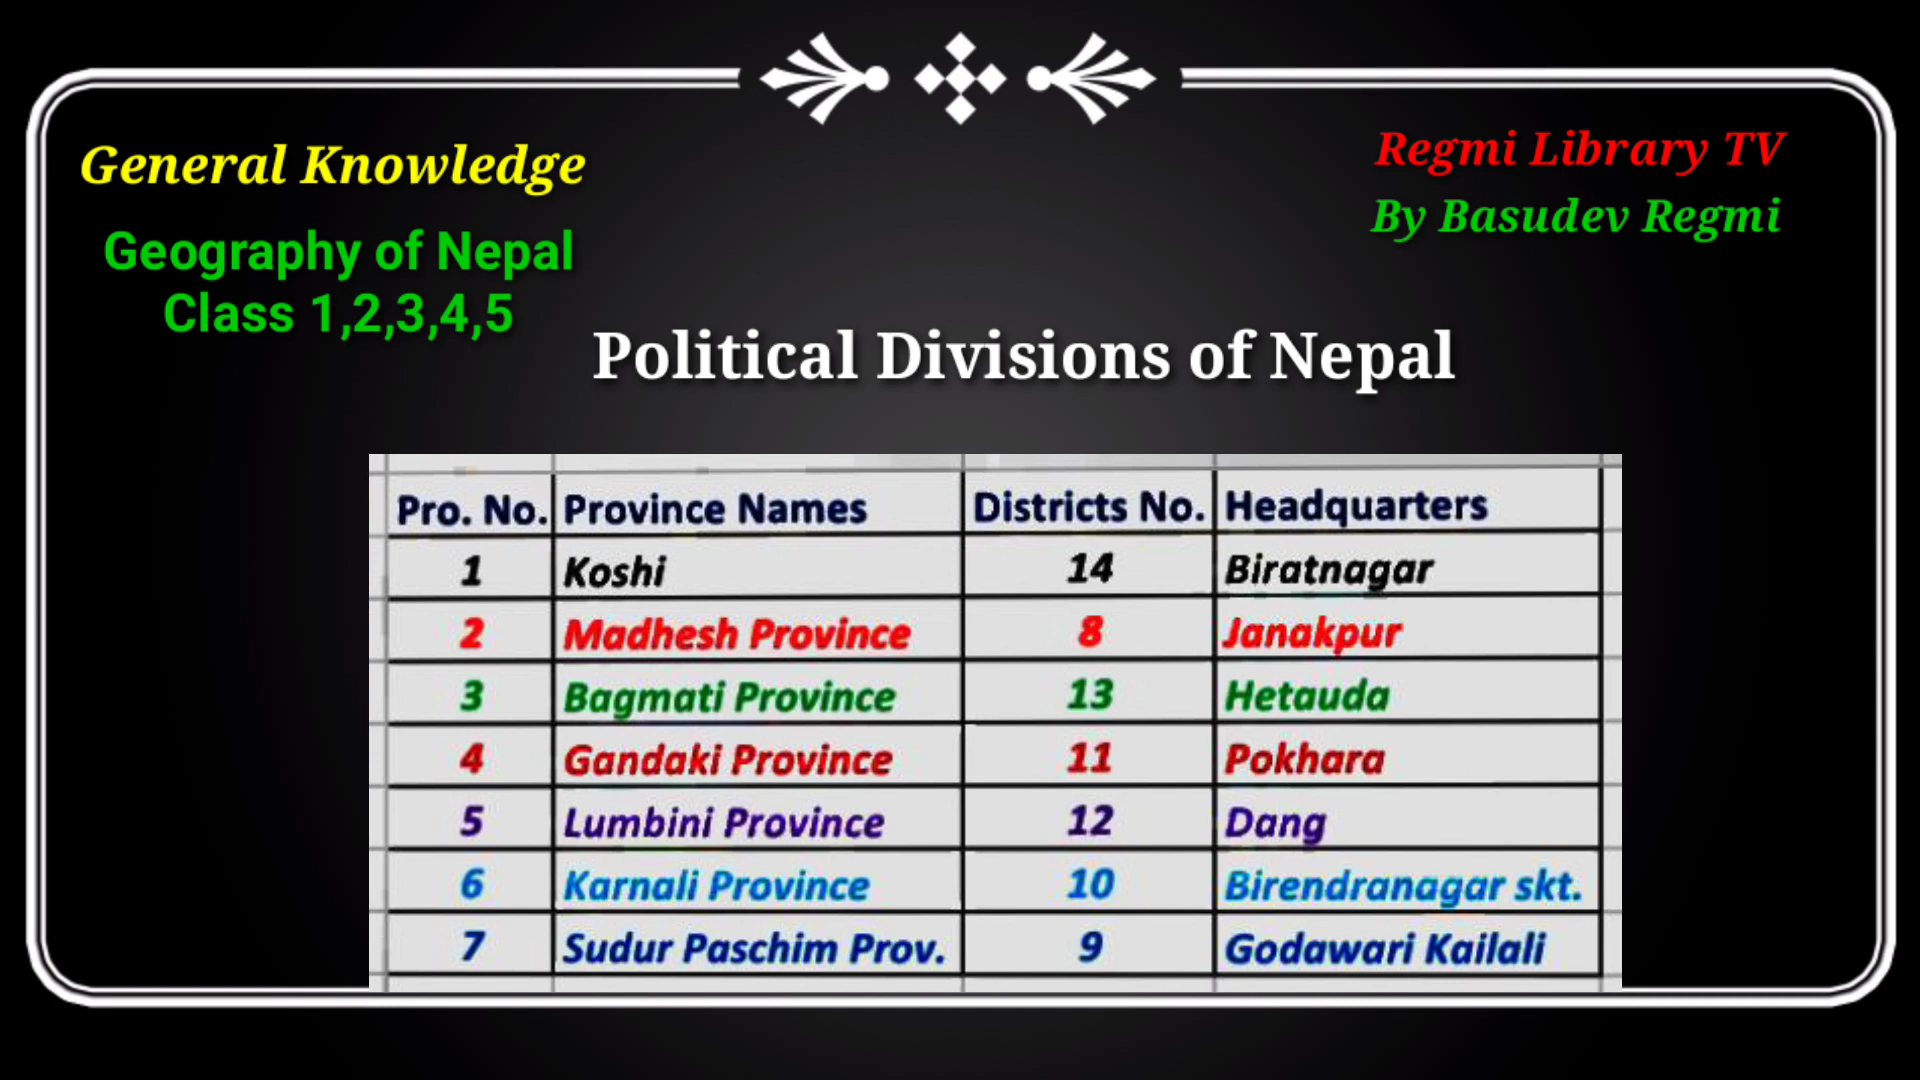 General Knowledge
Geography of Nepal
Class 1,2,3,4,5
Regmi Library TV
By Basudev Regmi
Political Divisions of Nepal
Pro. No. Province Names Districts No. Headquarters
1 Koshi 14 Biratnagar
2 Madhesh Province 8 Janakpur
3 Bagmati Province 13 Hetauda
4 Gandaki Province 11 Pokhara
5 Lumbini Province 12 Dang
6 Karnali Province 10 Birendranagar skt.
7 Sudur Paschim Prov. 9 Godawari Kailali